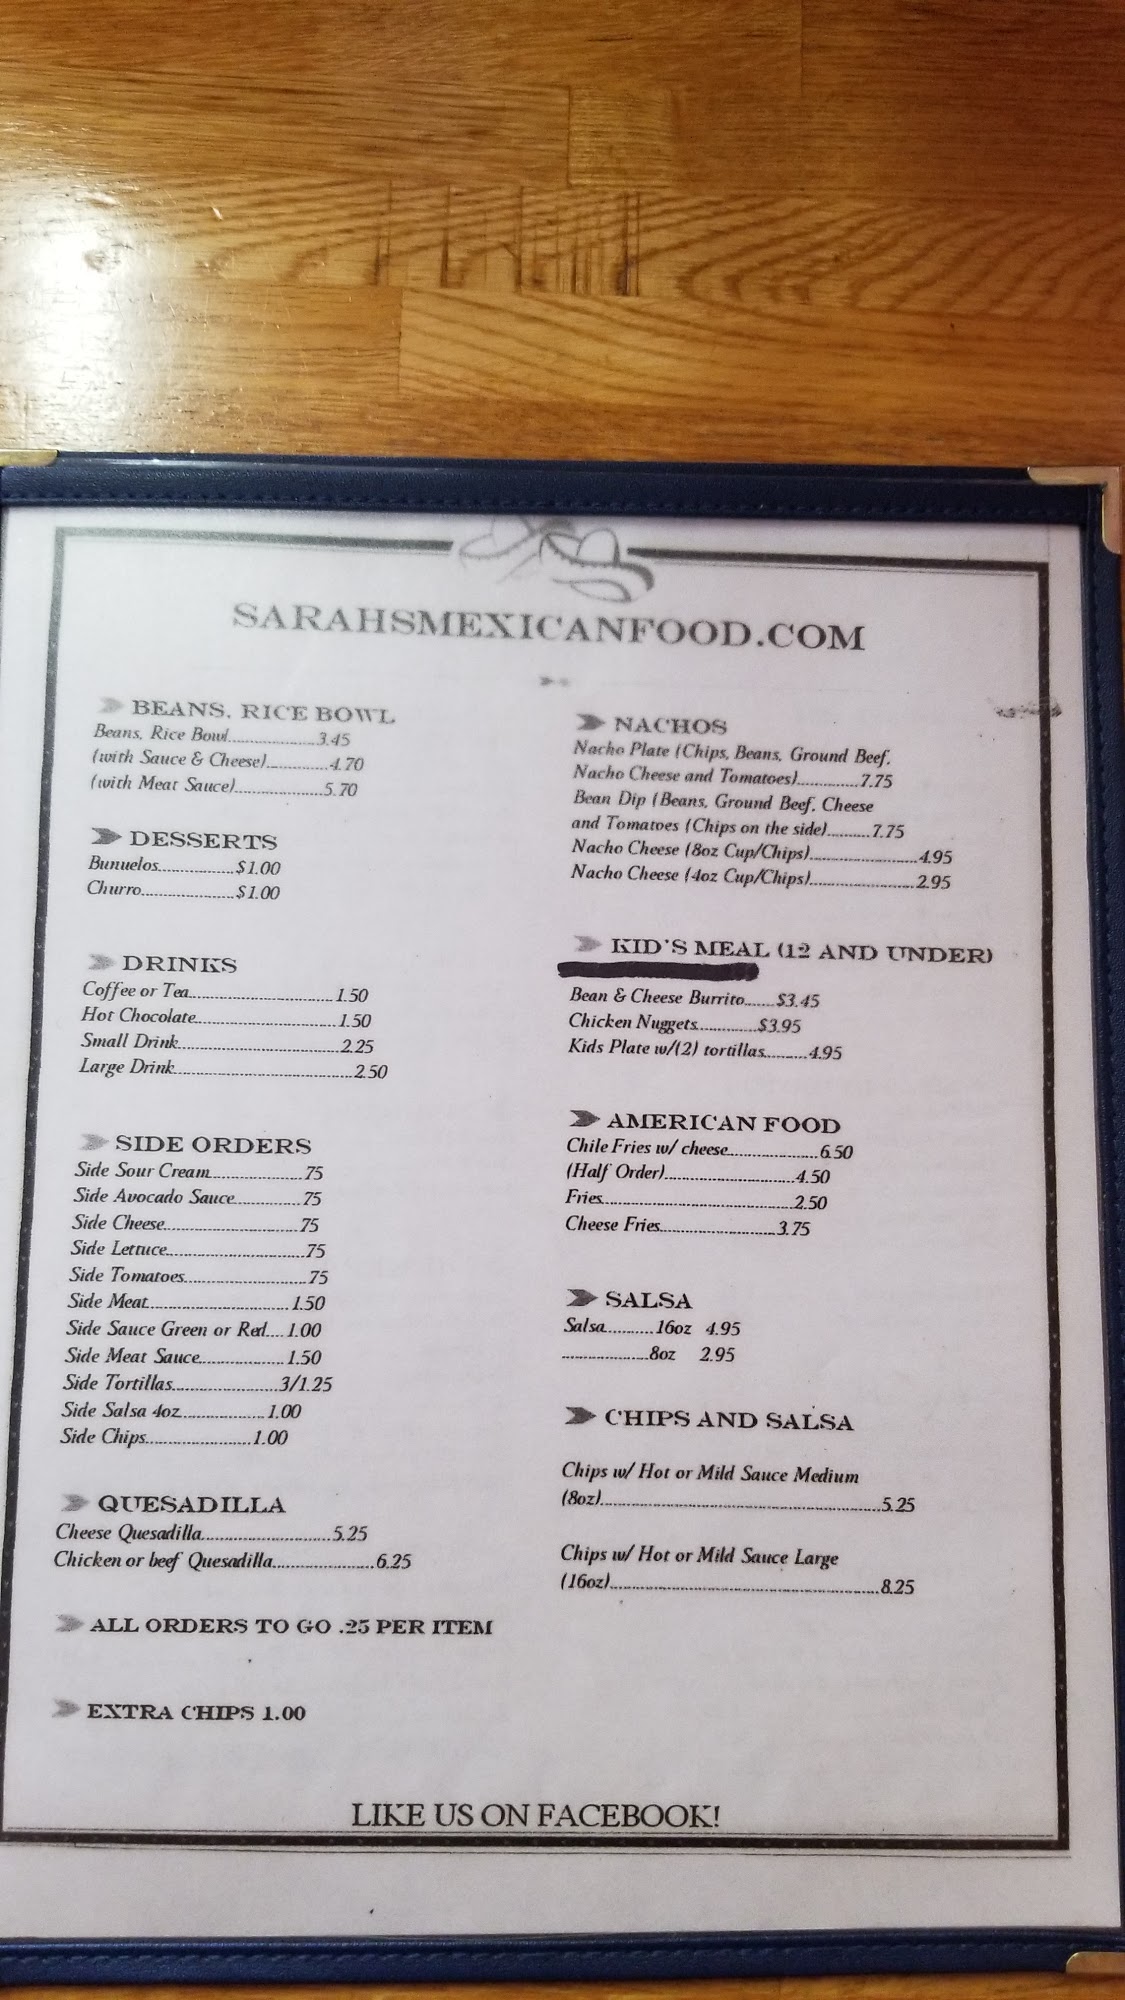 SARAHSMEXICANFOOD.COM
BEANS, RICE BOWL
Beans, Rice Bowl....................3.45
(with Sauce & Cheese)..............4.70
(with Meat Sauce)....................5.70
DESSERTS
Bunuelos................$1.00
Churro....................$1.00
DRINKS
Coffee or Tea.............................1.50
Hot Chocolate.............................1.50
Small Drink.................................2.25
Large Drink....................................2.50
SIDE ORDERS
Side Sour Cream...................75
Side Avocado Sauce..............75
Side Cheese...........................75
Side Lettuce............................75
Side Tomatoes.........................75
Side Meat.............................1.50
Side Sauce Green or Red....1.00
Side Meat Sauce.................1.50
Side Tortillas.....................3/1.25
Side Salsa 4oz.................1.00
Side Chips.....................1.00
QUESADILLA
Cheese Quesadilla..........................5.25
Chicken or beef Quesadilla....................6.25
ALL ORDERS TO GO .25 PER ITEM
EXTRA CHIPS 1.00
NACHOS
Nacho Plate (Chips, Beans, Ground Beef,
Nacho Cheese and Tomatoes).............7.75
Bean Dip (Beans, Ground Beef, Cheese
and Tomatoes (Chips on the side).........7.75
Nacho Cheese (8oz Cup/Chips)......................4.95
Nacho Cheese (4oz Cup/Chips)......................2.95
KID'S MEAL (12 AND UNDER)
Bean & Cheese Burrito.......$3.45
Chicken Nuggets.............$3.95
Kids Plate w/(2) tortillas.........4.95
AMERICAN FOOD
Chile Fries w/ cheese...................6.50
(Half Order)...........................4.50
Fries........................................2.50
Cheese Fries........................3.75
SALSA
Salsa...........16oz 4.95
...................8oz 2.95
CHIPS AND SALSA
Chips w/ Hot or Mild Sauce Medium
(8oz)..........................................................5.25
Chips w/ Hot or Mild Sauce Large
(16oz)........................................................8.25
LIKE US ON FACEBOOK!